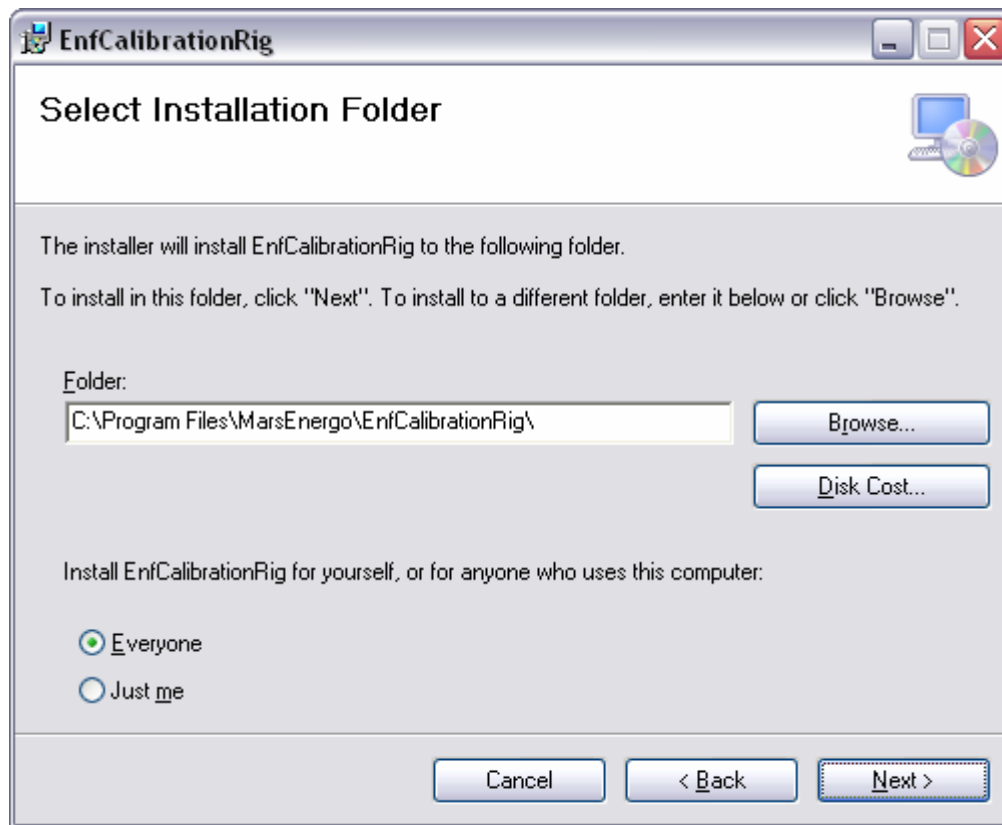 EnfCalibrationRig
Select Installation Folder
The installer will install EnfCalibrationRig to the following folder.
To install in this folder, click "Next". To install to a different folder, enter it below or click "Browse".
Folder:
C:\Program Files\MarsEnergo\EnfCalibrationRig\
Browse...
Disk Cost...
Install EnfCalibrationRig for yourself, or for anyone who uses this computer:
Everyone
Just me
Cancel
< Back
Next >